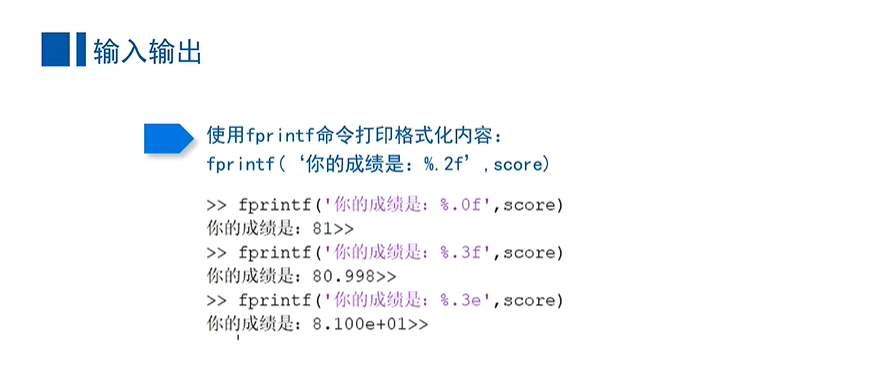 输入输出
使用fprintf命令打印格式化内容：
fprintf(‘你的成绩是：%.2f’,score)
>> fprintf('你的成绩是：%.0f',score)
你的成绩是：81>>
>> fprintf('你的成绩是：%.3f',score)
你的成绩是：80.998>>
>> fprintf('你的成绩是：%.3e',score)
你的成绩是：8.100e+01>>